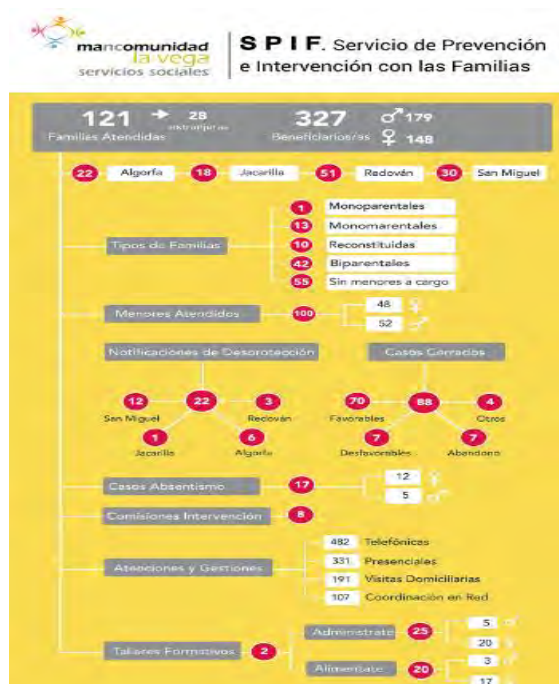 mancomunidad
la vega
servicios sociales
SPIF. Servicio de Prevención
e Intervención con las Familias
121 → 28 327 ♂179
extranjeras
Familias Atendidas Beneficiarios/as ♀ 148
22 Algorfa 18 Jacarilla 51 Redován 30 San Miguel
1 Monoparentales
13 Monomarentales
Tipos de Familias 10 Reconstituidas
42 Biparentales
55 Sin menores a cargo
Menores Atendidos 100 48 ♀
52 ♂
Notificaciones de Desprotección Casos Cerrados
12 22 3 70 88 4
San Miguel Redován Favorables Otros
1 6 7 7
Jacarilla Algorfa Desfavorables Abandono
Casos Absentismo 17 12 ♀
5 ♂
Comisiones Intervención 8
482 Telefónicas
Atenciones y Gestiones 331 Presenciales
191 Visitas Domiciliarias
107 Coordinación en Red
Talleres Formativos 2 Adminístrate 25 5 ♂
20 ♀
Aliméntate 20 3 ♂
17 ♀